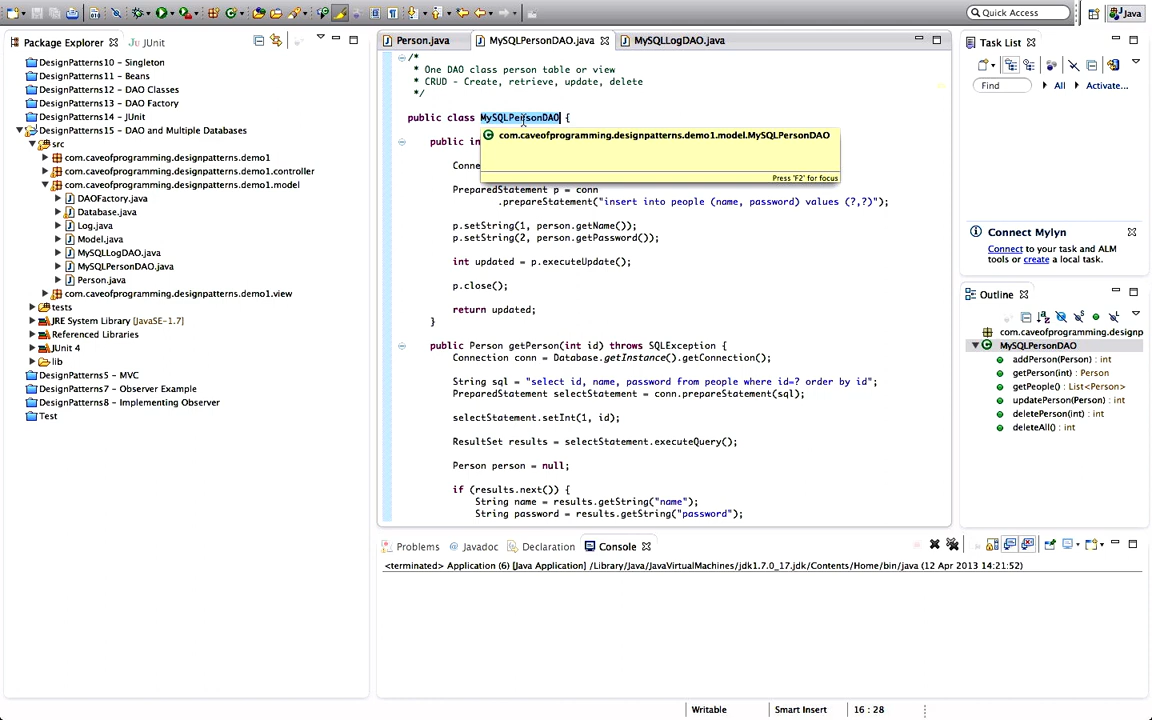 Quick Access
Java
Package Explorer
JUnit
DesignPatterns10 - Singleton
DesignPatterns11 - Beans
DesignPatterns12 - DAO Classes
DesignPatterns13 - DAO Factory
DesignPatterns14 - JUnit
DesignPatterns15 - DAO and Multiple Databases
src
com.caveofprogramming.designpatterns.demo1
com.caveofprogramming.designpatterns.demo1.controller
com.caveofprogramming.designpatterns.demo1.model
DAOFactory.java
Database.java
Log.java
Model.java
MySQLLogDAO.java
MySQLPersonDAO.java
Person.java
com.caveofprogramming.designpatterns.demo1.view
tests
JRE System Library [JavaSE-1.7]
Referenced Libraries
JUnit 4
lib
DesignPatterns5 - MVC
DesignPatterns7 - Observer Example
DesignPatterns8 - Implementing Observer
Test
Person.java
MySQLPersonDAO.java
MySQLLogDAO.java
/*
* One DAO class person table or view
* CRUD - Create, retrieve, update, delete
*/
public class MySQLPersonDAO {
com.caveofprogramming.designpatterns.demo1.model.MySQLPersonDAO
Press 'F2' for focus
public in
Conne
PreparedStatement p = conn
.prepareStatement("insert into people (name, password) values (?,?)");
p.setString(1, person.getName());
p.setString(2, person.getPassword());
int updated = p.executeUpdate();
p.close();
return updated;
}
public Person getPerson(int id) throws SQLException {
Connection conn = Database.getInstance().getConnection();
String sql = "select id, name, password from people where id=? order by id";
PreparedStatement selectStatement = conn.prepareStatement(sql);
selectStatement.setInt(1, id);
ResultSet results = selectStatement.executeQuery();
Person person = null;
if (results.next()) {
String name = results.getString("name");
String password = results.getString("password");
Task List
Find
All
Activate...
Connect Mylyn
Connect to your task and ALM
tools or create a local task.
Outline
com.caveofprogramming.designp
MySQLPersonDAO
addPerson(Person) : int
getPerson(int) : Person
getPeople() : List<Person>
updatePerson(Person) : int
deletePerson(int) : int
deleteAll() : int
Problems
Javadoc
Declaration
Console
<terminated> Application (6) [Java Application] /Library/Java/JavaVirtualMachines/jdk1.7.0_17.jdk/Contents/Home/bin/java (12 Apr 2013 14:21:52)
Writable
Smart Insert
16 : 28